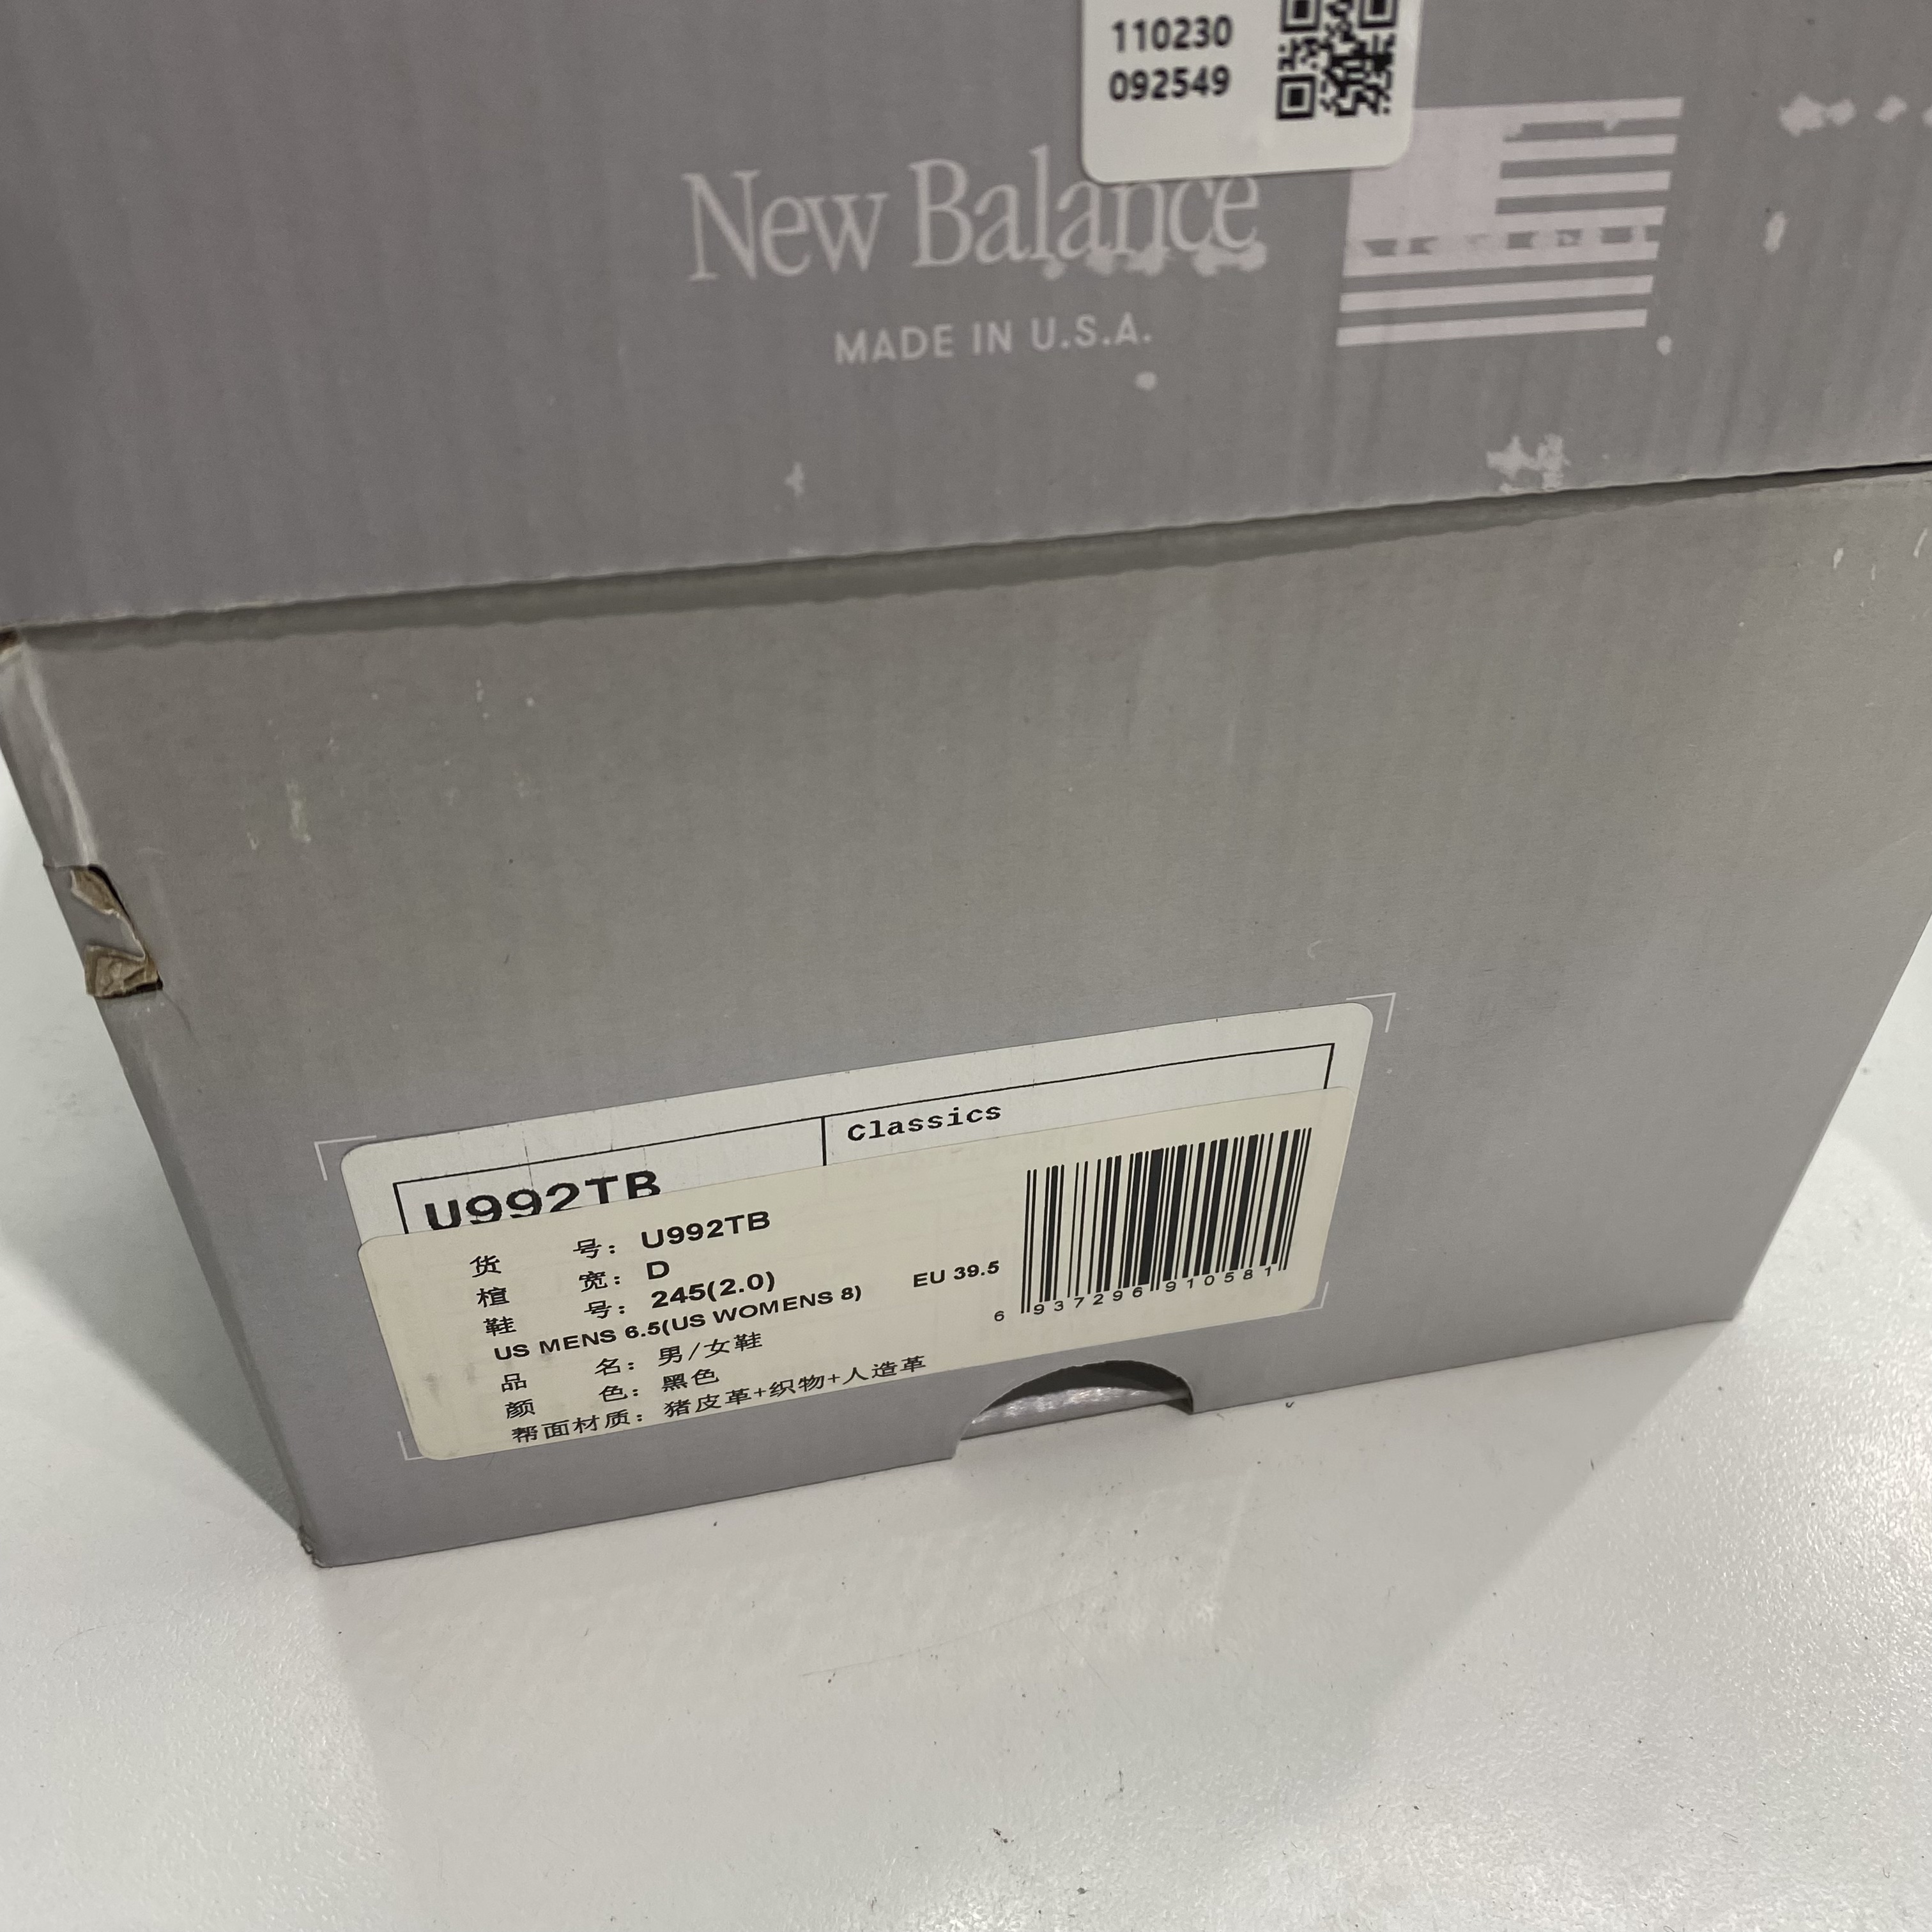 110230
092549
New Balance
MADE IN U.S.A.
Classics
U992TB
货 号: U992TB
楦 宽: D
鞋 号: 245(2.0)
US MENS 6.5(US WOMENS 8) EU 39.5
品 名: 男/女鞋
颜 色: 黑色
帮面材质: 猪皮革+织物+人造革
6 937296 910581